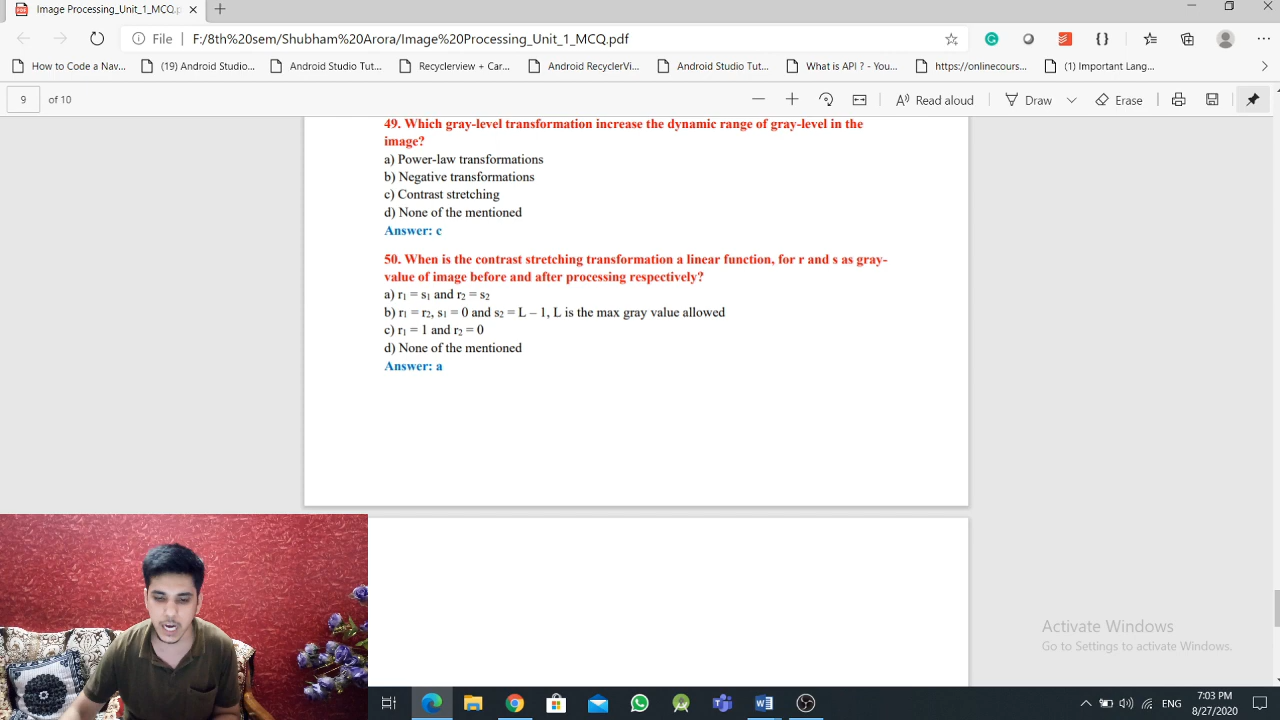 Image Processing_Unit_1_MCQ.p
File F:/8th%20sem/Shubham%20Arora/Image%20Processing_Unit_1_MCQ.pdf
How to Code a Nav... (19) Android Studio... Android Studio Tut... Recyclerview + Car... Android RecyclerVi... Android Studio Tut... What is API ? - You... https://onlinecours... (1) Important Lang...
9 of 10 Read aloud Draw Erase
49. Which gray-level transformation increase the dynamic range of gray-level in the
image?
a) Power-law transformations
b) Negative transformations
c) Contrast stretching
d) None of the mentioned
Answer: c
50. When is the contrast stretching transformation a linear function, for r and s as gray-
value of image before and after processing respectively?
a) r₁ = s₁ and r₂ = s₂
b) r₁ = r₂, s₁ = 0 and s₂ = L – 1, L is the max gray value allowed
c) r₁ = 1 and r₂ = 0
d) None of the mentioned
Answer: a
Activate Windows
Go to Settings to activate Windows.
ENG
7:03 PM
8/27/2020